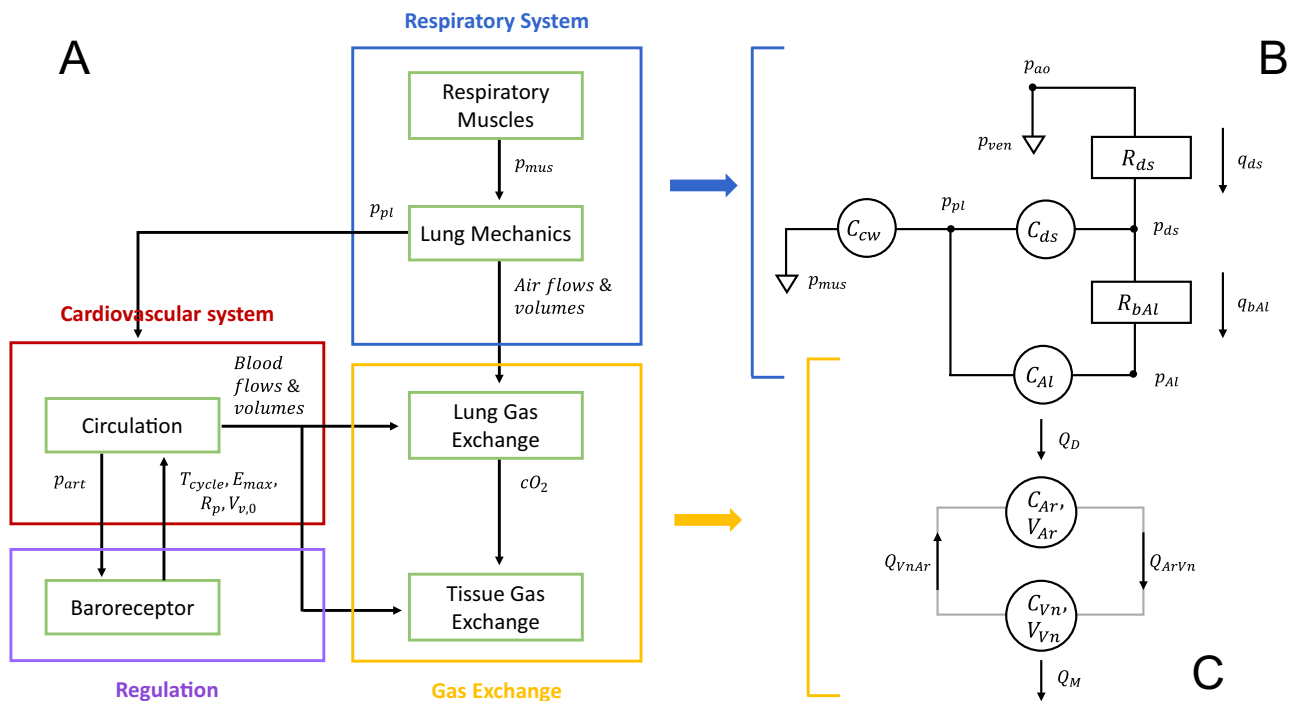 A
Respiratory System
Respiratory
Muscles
p_mus
p_pl
Lung Mechanics
Air flows &
volumes
Cardiovascular system
Blood
flows &
volumes
Circulation
Lung Gas
Exchange
p_art
T_cycle, E_max,
R_p, V_v,0
cO₂
Baroreceptor
Tissue Gas
Exchange
Regulation
Gas Exchange
B
p_ao
p_ven
R_ds
q_ds
C_cw
p_pl
C_ds
p_ds
p_mus
R_bAl
q_bAl
C_Al
p_Al
Q_D
C_Ar,
V_Ar
Q_VnAr
Q_ArVn
C_Vn,
V_Vn
Q_M
C